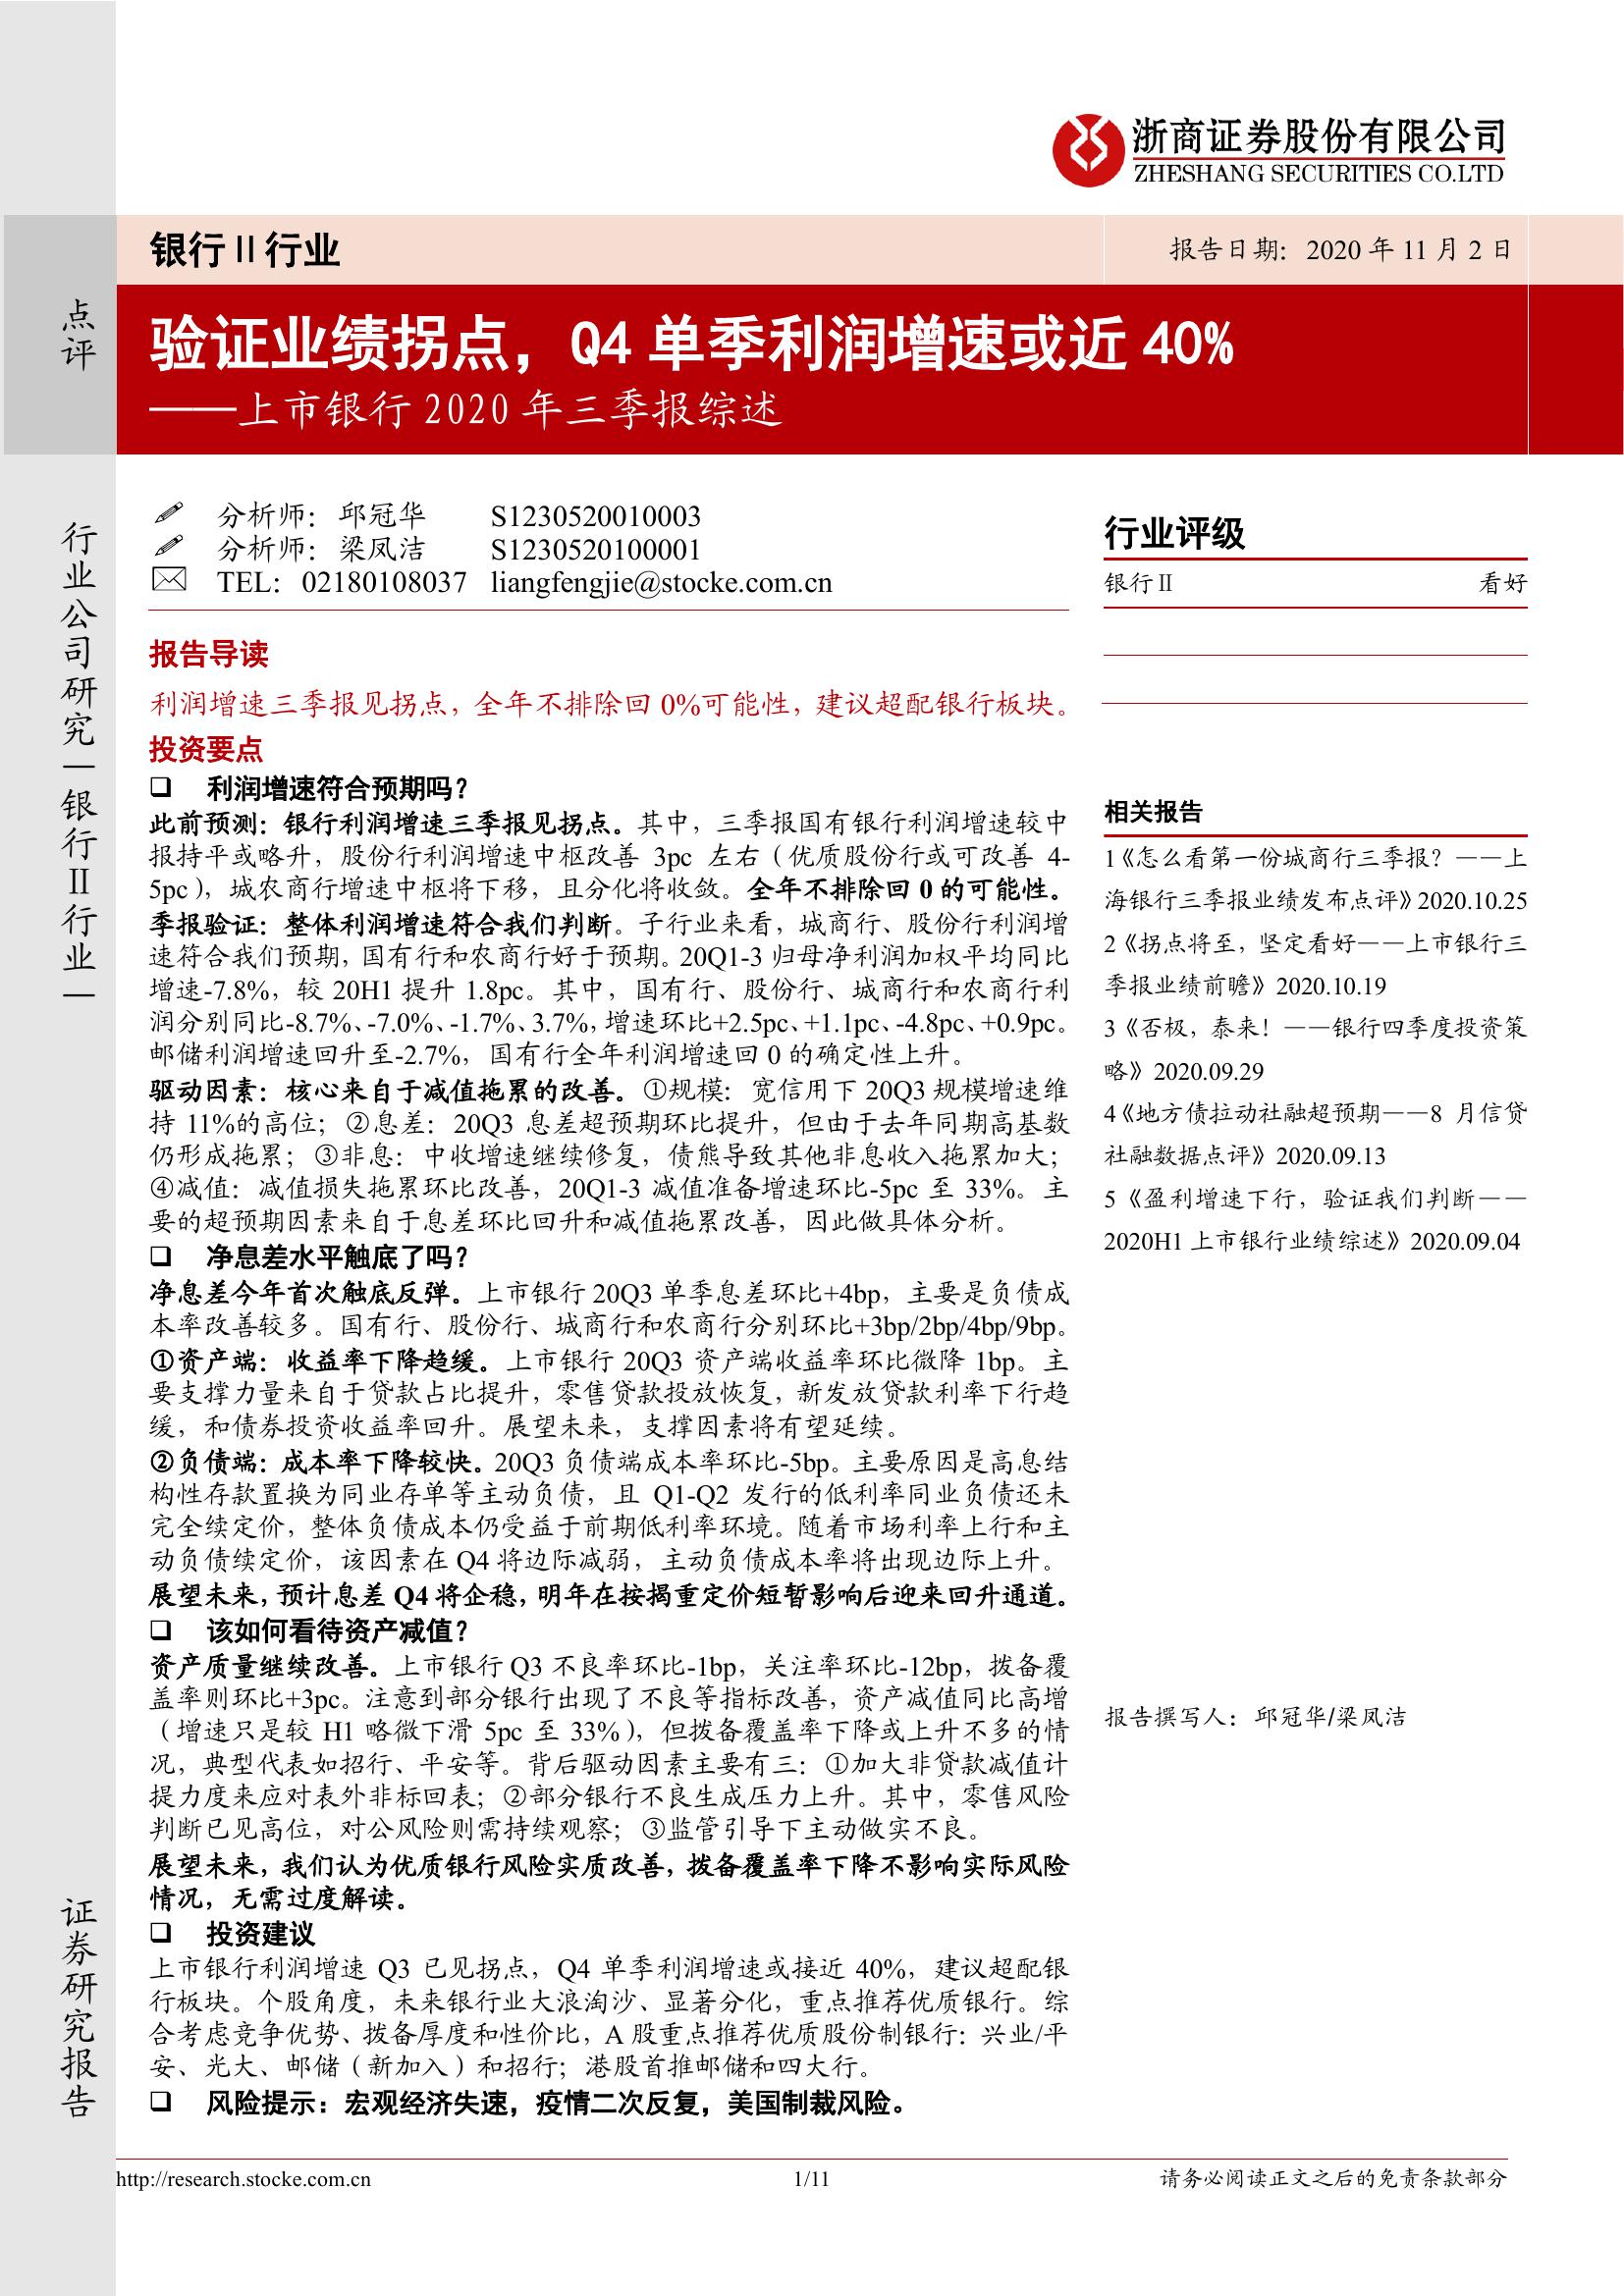 浙商证券股份有限公司
ZHESHANG SECURITIES CO.LTD
银行Ⅱ行业
报告日期：2020 年 11 月 2 日
点评
验证业绩拐点，Q4 单季利润增速或近 40%
——上市银行 2020 年三季报综述
行业公司研究|银行Ⅱ行业|
证券研究报告
分析师：邱冠华 S1230520010003
分析师：梁凤洁 S1230520100001
TEL：02180108037 liangfengjie@stocke.com.cn
报告导读
利润增速三季报见拐点，全年不排除回 0%可能性，建议超配银行板块。
投资要点
❑ 利润增速符合预期吗？
此前预测：银行利润增速三季报见拐点。其中，三季报国有银行利润增速较中
报持平或略升，股份行利润增速中枢改善 3pc 左右（优质股份行或可改善 4-
5pc），城农商行增速中枢将下移，且分化将收敛。全年不排除回 0 的可能性。
季报验证：整体利润增速符合我们判断。子行业来看，城商行、股份行利润增
速符合我们预期，国有行和农商行好于预期。20Q1-3 归母净利润加权平均同比
增速-7.8%，较 20H1 提升 1.8pc。其中，国有行、股份行、城商行和农商行利
润分别同比-8.7%、-7.0%、-1.7%、3.7%，增速环比+2.5pc、+1.1pc、-4.8pc、+0.9pc。
邮储利润增速回升至-2.7%，国有行全年利润增速回 0 的确定性上升。
驱动因素：核心来自于减值拖累的改善。①规模：宽信用下 20Q3 规模增速维
持 11%的高位；②息差：20Q3 息差超预期环比提升，但由于去年同期高基数
仍形成拖累；③非息：中收增速继续修复，债熊导致其他非息收入拖累加大；
④减值：减值损失拖累环比改善，20Q1-3 减值准备增速环比-5pc 至 33%。主
要的超预期因素来自于息差环比回升和减值拖累改善，因此做具体分析。
❑ 净息差水平触底了吗？
净息差今年首次触底反弹。上市银行 20Q3 单季息差环比+4bp，主要是负债成
本率改善较多。国有行、股份行、城商行和农商行分别环比+3bp/2bp/4bp/9bp。
①资产端：收益率下降趋缓。上市银行 20Q3 资产端收益率环比微降 1bp。主
要支撑力量来自于贷款占比提升，零售贷款投放恢复，新发放贷款利率下行趋
缓，和债券投资收益率回升。展望未来，支撑因素将有望延续。
②负债端：成本率下降较快。20Q3 负债端成本率环比-5bp。主要原因是高息结
构性存款置换为同业存单等主动负债，且 Q1-Q2 发行的低利率同业负债还未
完全续定价，整体负债成本仍受益于前期低利率环境。随着市场利率上行和主
动负债续定价，该因素在 Q4 将边际减弱，主动负债成本率将出现边际上升。
展望未来，预计息差 Q4 将企稳，明年在按揭重定价短暂影响后迎来回升通道。
❑ 该如何看待资产减值？
资产质量继续改善。上市银行 Q3 不良率环比-1bp，关注率环比-12bp，拨备覆
盖率则环比+3pc。注意到部分银行出现了不良等指标改善，资产减值同比高增
（增速只是较 H1 略微下滑 5pc 至 33%），但拨备覆盖率下降或上升不多的情
况，典型代表如招行、平安等。背后驱动因素主要有三：①加大非贷款减值计
提力度来应对表外非标回表；②部分银行不良生成压力上升。其中，零售风险
判断已见高位，对公风险则需持续观察；③监管引导下主动做实不良。
展望未来，我们认为优质银行风险实质改善，拨备覆盖率下降不影响实际风险
情况，无需过度解读。
❑ 投资建议
上市银行利润增速 Q3 已见拐点，Q4 单季利润增速或接近 40%，建议超配银
行板块。个股角度，未来银行业大浪淘沙、显著分化，重点推荐优质银行。综
合考虑竞争优势、拨备厚度和性价比，A 股重点推荐优质股份制银行：兴业/平
安、光大、邮储（新加入）和招行；港股首推邮储和四大行。
❑ 风险提示：宏观经济失速，疫情二次反复，美国制裁风险。
行业评级
银行Ⅱ 看好
相关报告
1《怎么看第一份城商行三季报？——上
海银行三季报业绩发布点评》2020.10.25
2《拐点将至，坚定看好——上市银行三
季报业绩前瞻》2020.10.19
3《否极，泰来！——银行四季度投资策
略》2020.09.29
4《地方债拉动社融超预期——8 月信贷
社融数据点评》2020.09.13
5《盈利增速下行，验证我们判断——
2020H1 上市银行业绩综述》2020.09.04
报告撰写人：邱冠华/梁凤洁
http://research.stocke.com.cn
1/11
请务必阅读正文之后的免责条款部分